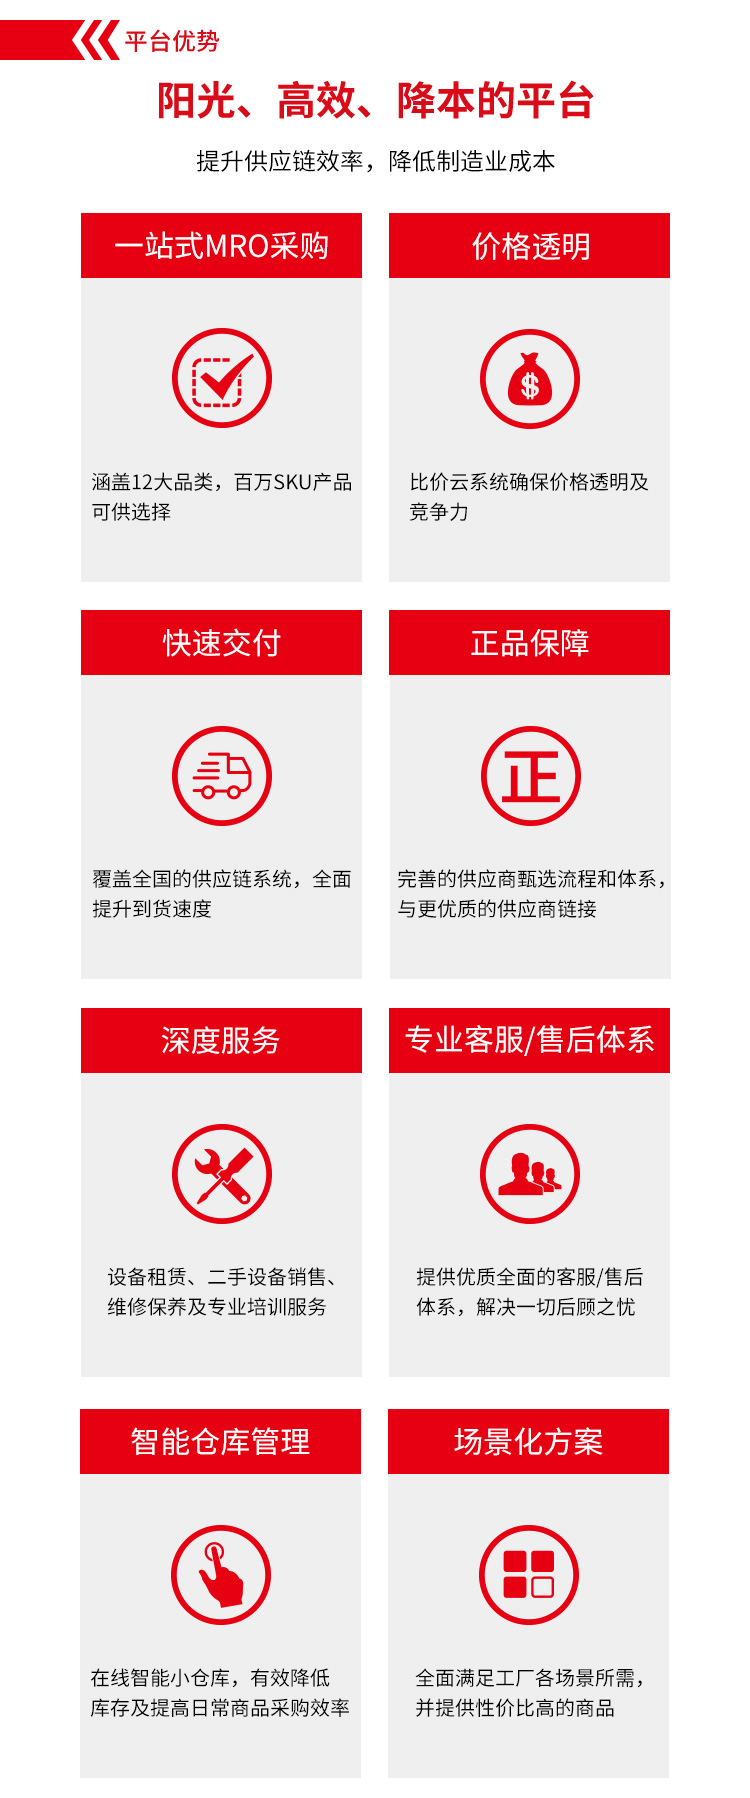 平台优势
阳光、高效、降本的平台
提升供应链效率，降低制造业成本
一站式MRO采购
涵盖12大品类，百万SKU产品
可供选择
价格透明
$
比价云系统确保价格透明及
竞争力
快速交付
覆盖全国的供应链系统，全面
提升到货速度
正品保障
正
完善的供应商甄选流程和体系，
与更优质的供应商链接
深度服务
设备租赁、二手设备销售、
维修保养及专业培训服务
专业客服/售后体系
提供优质全面的客服/售后
体系，解决一切后顾之忧
智能仓库管理
在线智能小仓库，有效降低
库存及提高日常商品采购效率
场景化方案
全面满足工厂各场景所需，
并提供性价比高的商品